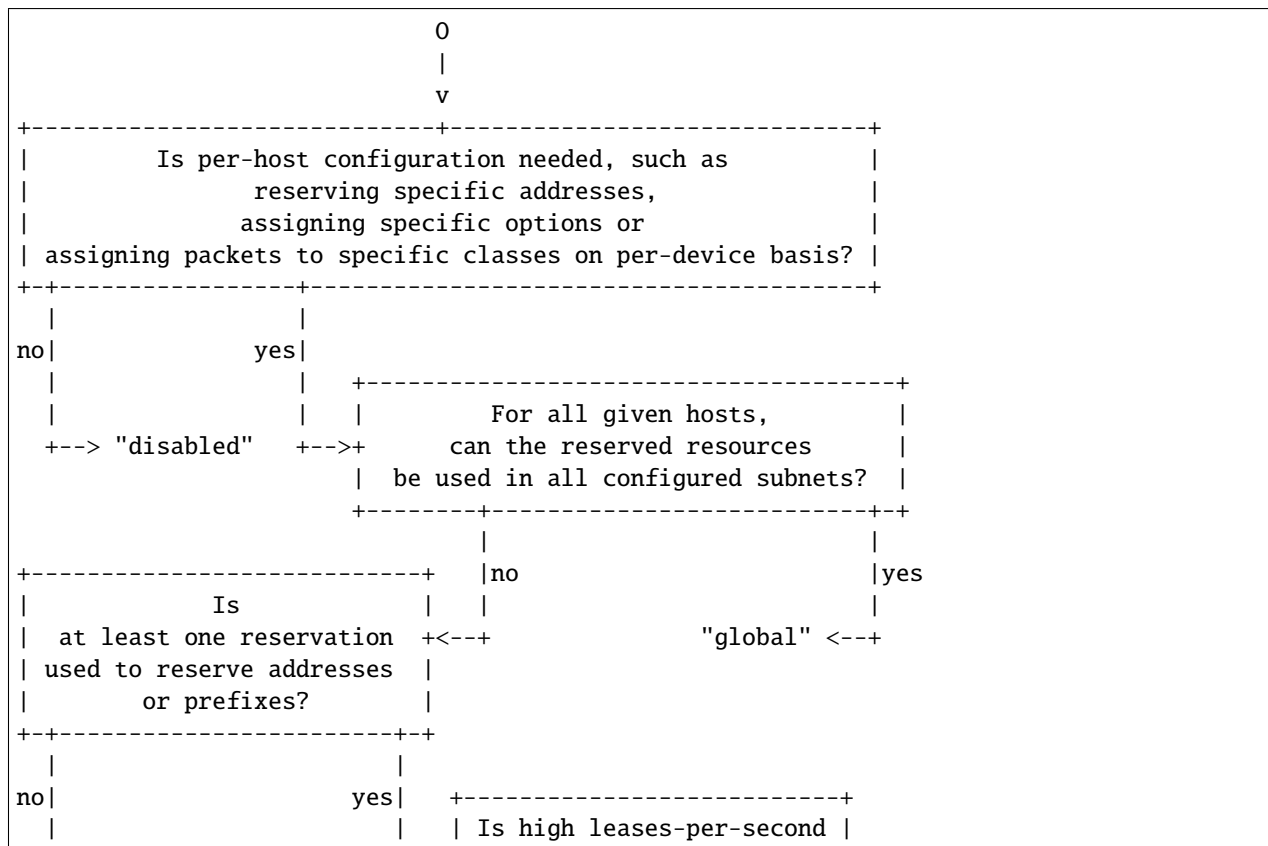 O
                              |
                              v
+-----------------------------+------------------------------+
|         Is per-host configuration needed, such as          |
|                reserving specific addresses,               |
|               assigning specific options or                |
| assigning packets to specific classes on per-device basis? |
+-+-----------------+----------------------------------------+
  |                 |
no|              yes|
  |                 |   +--------------------------------------+
  |                 |   |         For all given hosts,         |
  +--> "disabled"   +-->+      can the reserved resources      |
                        |  be used in all configured subnets?  |
                        +--------+---------------------------+-+
                                 |                           |
+----------------------------+   |no                         |yes
|             Is             |   |                           |
|  at least one reservation  +<--+               "global" <--+
| used to reserve addresses  |
|        or prefixes?        |
+-+------------------------+-+
  |                        |
no|                     yes|   +---------------------------+
  |                        |   | Is high leases-per-second |